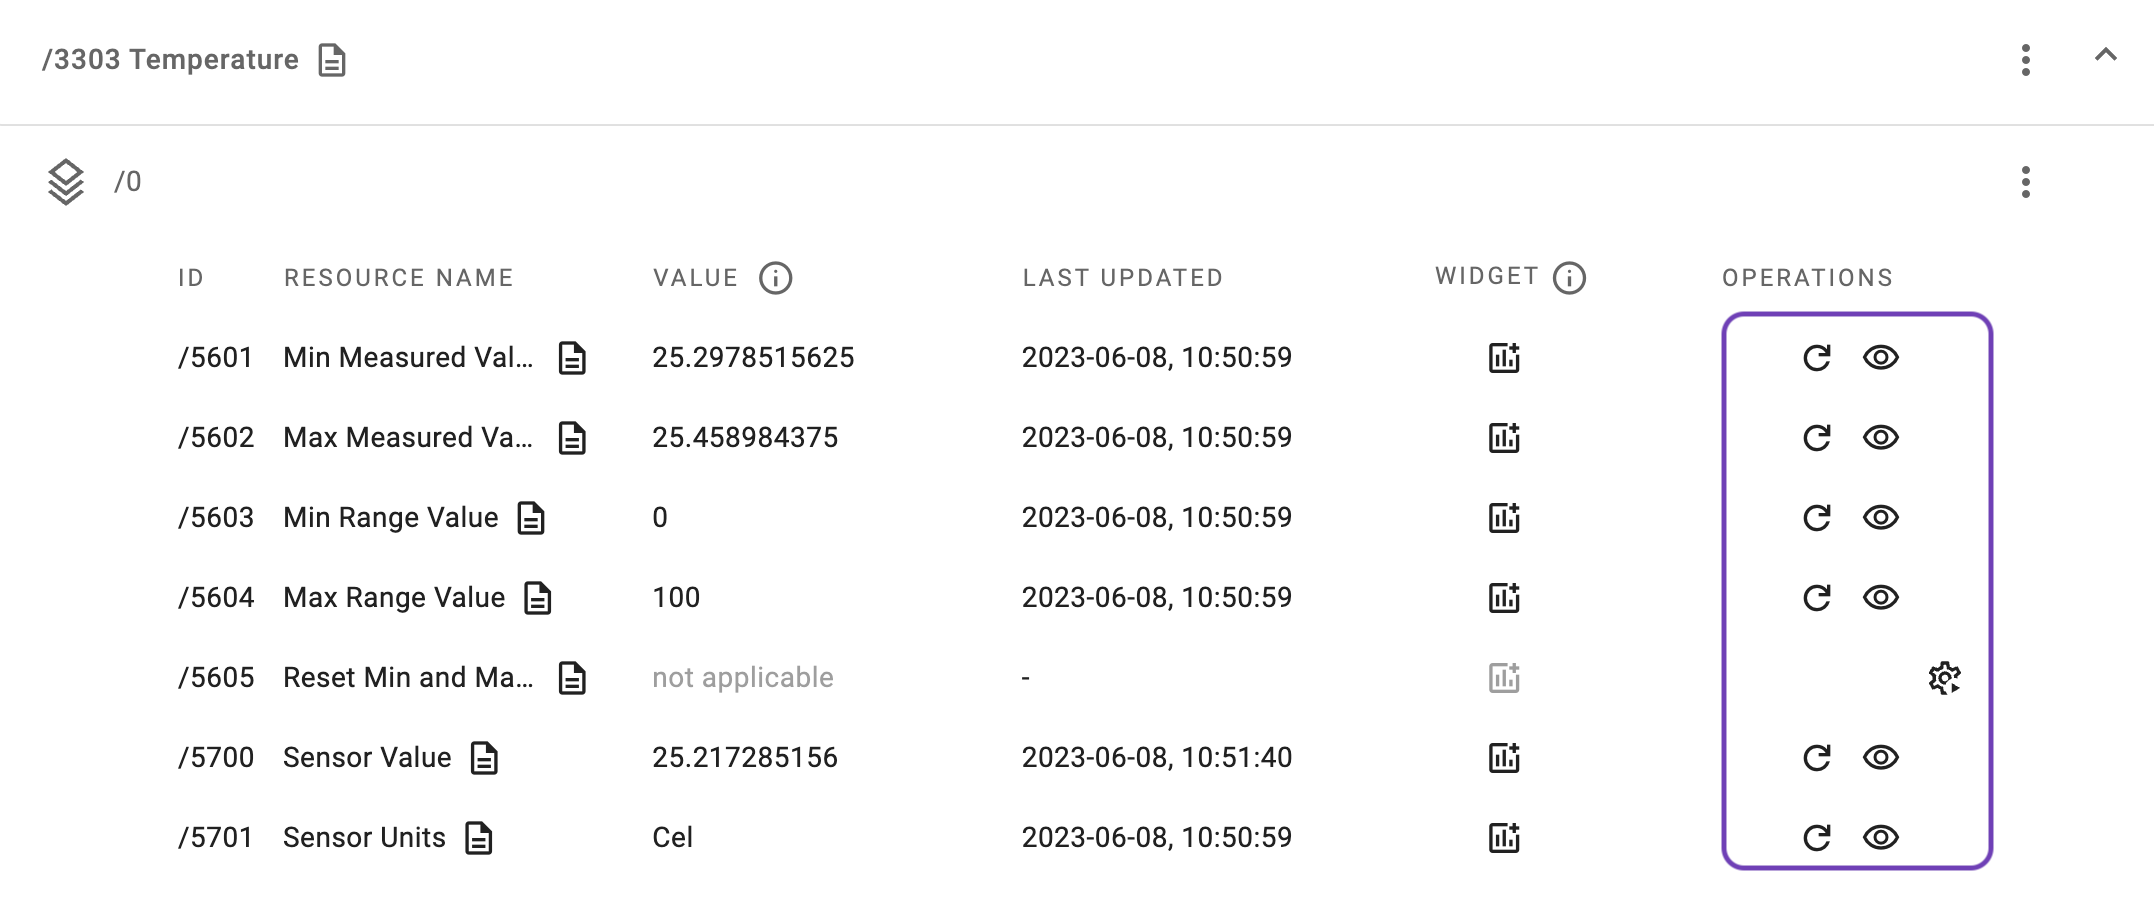 /3303 Temperature
/0
ID RESOURCE NAME VALUE LAST UPDATED WIDGET OPERATIONS
/5601 Min Measured Val... 25.2978515625 2023-06-08, 10:50:59
/5602 Max Measured Va... 25.458984375 2023-06-08, 10:50:59
/5603 Min Range Value 0 2023-06-08, 10:50:59
/5604 Max Range Value 100 2023-06-08, 10:50:59
/5605 Reset Min and Ma... not applicable -
/5700 Sensor Value 25.217285156 2023-06-08, 10:51:40
/5701 Sensor Units Cel 2023-06-08, 10:50:59